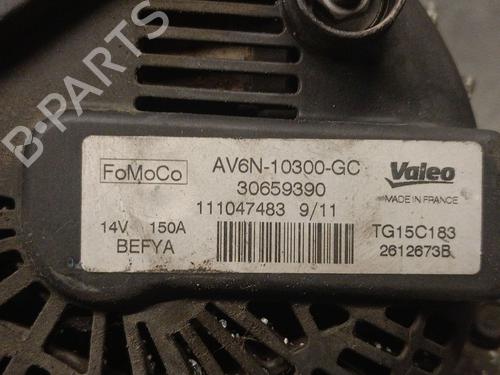 B-PARTS
FoMoCo
AV6N-10300-GC
30659390
111047483 9/11
14V 150A
BEFYA
Valeo
MADE IN FRANCE
TG15C183
2612673B